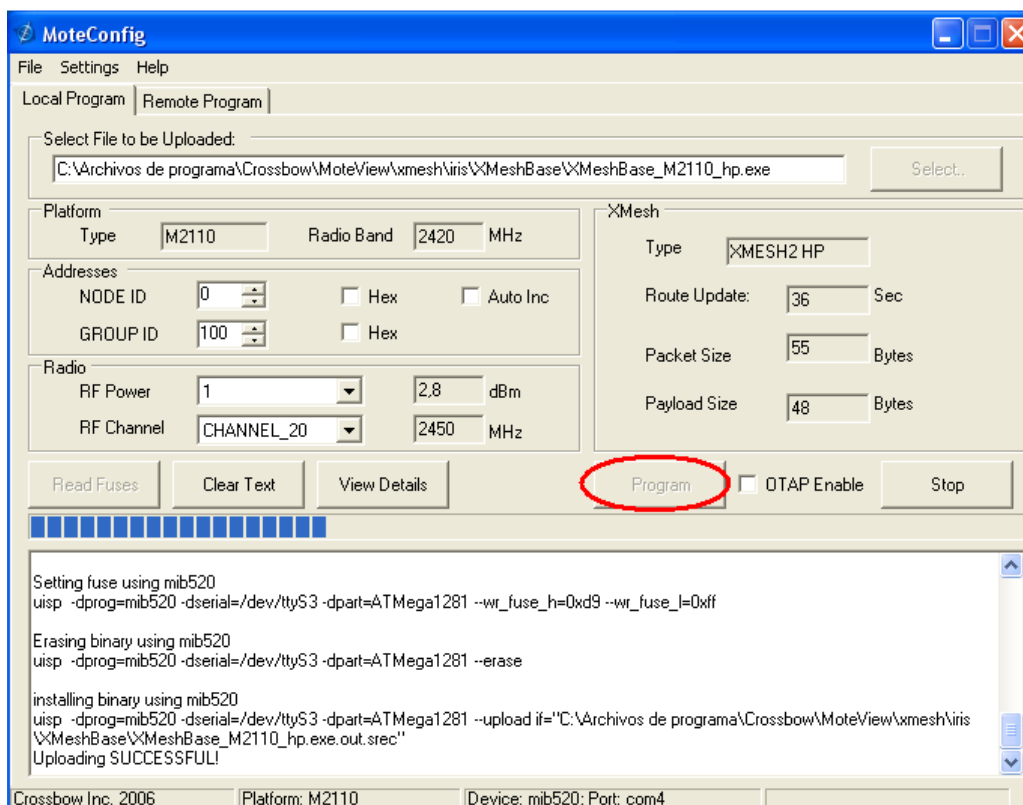 MoteConfig
File Settings Help
Local Program Remote Program
Select File to be Uploaded:
C:\Archivos de programa\Crossbow\MoteView\xmesh\iris\XMeshBase\XMeshBase_M2110_hp.exe Select..
Platform
Type M2110 Radio Band 2420 MHz
Addresses
NODE ID 0 Hex Auto Inc
GROUP ID 100 Hex
Radio
RF Power 1 2,8 dBm
RF Channel CHANNEL_20 2450 MHz
XMesh
Type XMESH2 HP
Route Update: 36 Sec
Packet Size 55 Bytes
Payload Size 48 Bytes
Read Fuses Clear Text View Details Program OTAP Enable Stop
Setting fuse using mib520
uisp -dprog=mib520 -dserial=/dev/ttyS3 -dpart=ATMega1281 --wr_fuse_h=0xd9 --wr_fuse_l=0xff
Erasing binary using mib520
uisp -dprog=mib520 -dserial=/dev/ttyS3 -dpart=ATMega1281 --erase
installing binary using mib520
uisp -dprog=mib520 -dserial=/dev/ttyS3 -dpart=ATMega1281 --upload if="C:\Archivos de programa\Crossbow\MoteView\xmesh\iris
\XMeshBase\XMeshBase_M2110_hp.exe.out.srec"
Uploading SUCCESSFUL!
Crossbow Inc. 2006 Platform: M2110 Device: mib520; Port: com4